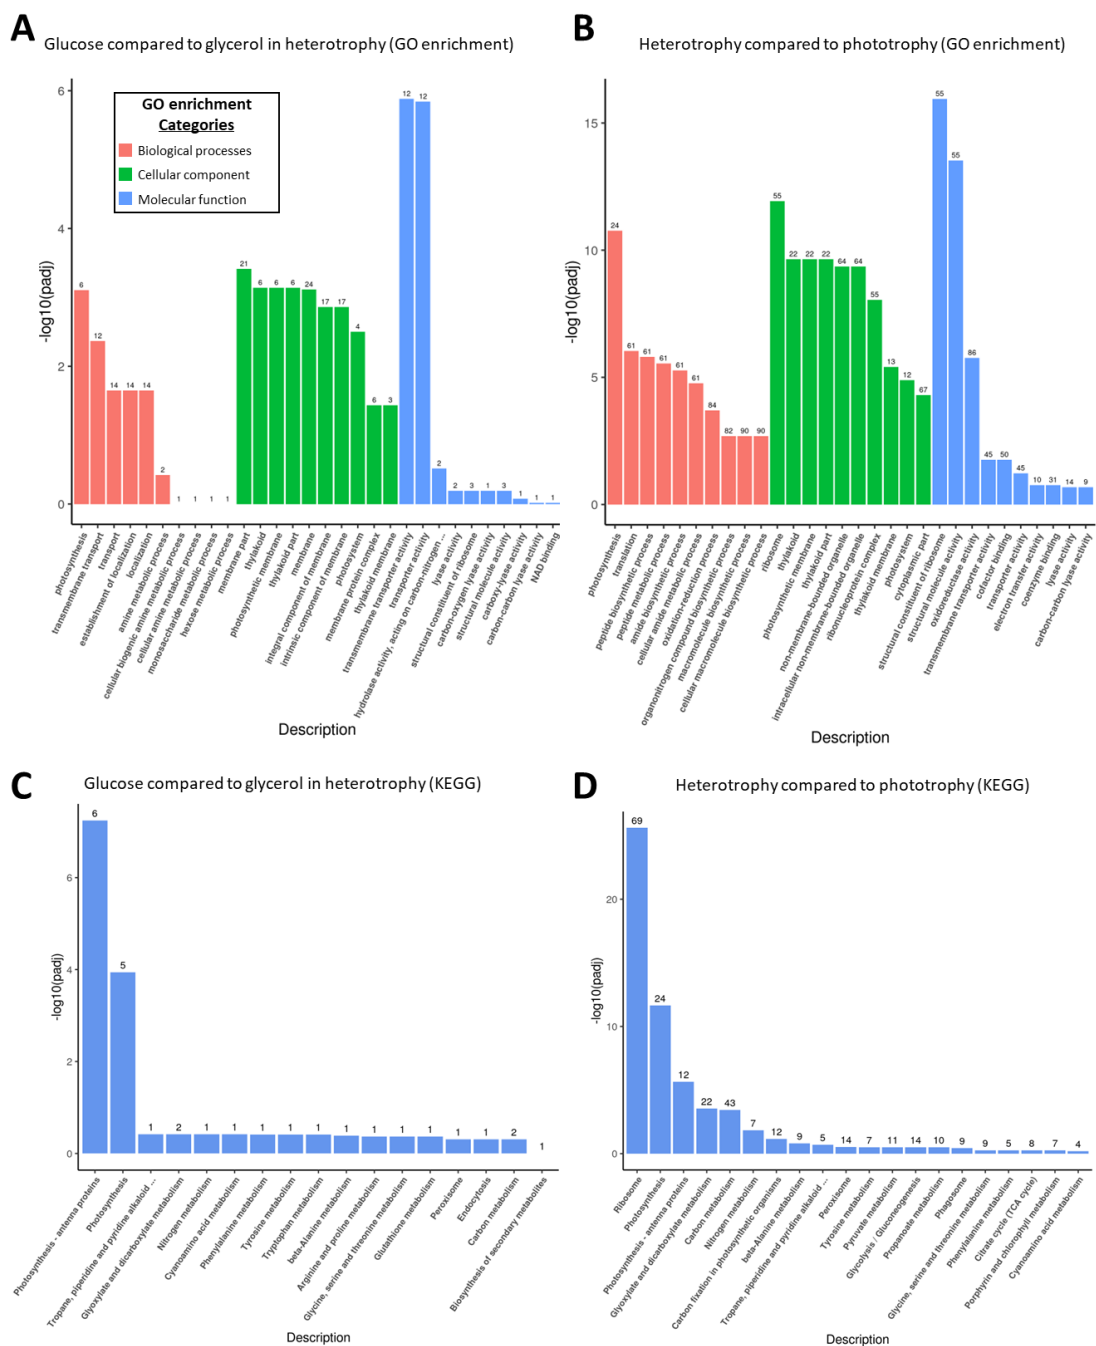 A
Glucose compared to glycerol in heterotrophy (GO enrichment)
GO enrichment
Categories
Biological processes
Cellular component
Molecular function
-log10(padj)
6
4
2
0
6
12
14
14
14
2
1
1
1
1
21
6
6
6
24
17
17
4
6
3
12
12
2
2
3
1
3
1
1
1
photosynthesis
transmembrane transport
transport
establishment of localization
localization
cellular biogenic amine metabolic process
amine metabolic process
cellular amine metabolic process
monosaccharide metabolic process
hexose metabolic process
membrane part
thylakoid
photosynthetic membrane
thylakoid part
membrane
integral component of membrane
intrinsic component of membrane
photosystem
membrane protein complex
thylakoid membrane
transmembrane transporter activity
transporter activity
hydrolase activity, acting on carbon-nitrogen ...
lyase activity
structural constituent of ribosome
carbon-oxygen lyase activity
structural molecule activity
carboxy-lyase activity
carbon-carbon lyase activity
NAD binding
Description
B
Heterotrophy compared to phototrophy (GO enrichment)
-log10(padj)
15
10
5
0
24
61
61
61
61
61
84
82
90
90
55
22
22
22
64
64
55
13
12
67
55
55
86
45
50
45
10
31
14
9
photosynthesis
translation
peptide biosynthetic process
peptide metabolic process
amide biosynthetic process
cellular amide metabolic process
oxidation-reduction process
organonitrogen compound biosynthetic process
macromolecule biosynthetic process
cellular macromolecule biosynthetic process
ribosome
thylakoid
photosynthetic membrane
thylakoid part
non-membrane-bounded organelle
intracellular non-membrane-bounded organelle
ribonucleoprotein complex
thylakoid membrane
photosystem
cytoplasmic part
structural constituent of ribosome
structural molecule activity
oxidoreductase activity
transmembrane transporter activity
cofactor binding
transporter activity
electron transfer activity
coenzyme binding
lyase activity
carbon-carbon lyase activity
Description
C
Glucose compared to glycerol in heterotrophy (KEGG)
-log10(padj)
6
4
2
0
6
5
1
2
1
1
1
1
1
1
1
1
1
1
1
2
1
Photosynthesis - antenna proteins
Photosynthesis
Tropane, piperidine and pyridine alkaloid ...
Glyoxylate and dicarboxylate metabolism
Nitrogen metabolism
Cyanoamino acid metabolism
Phenylalanine metabolism
Tyrosine metabolism
Tryptophan metabolism
beta-Alanine metabolism
Arginine and proline metabolism
Glycine, serine and threonine metabolism
Glutathione metabolism
Peroxisome
Endocytosis
Carbon metabolism
Biosynthesis of secondary metabolites
Description
D
Heterotrophy compared to phototrophy (KEGG)
-log10(padj)
20
10
0
69
24
12
22
43
7
12
9
5
14
7
11
14
10
9
9
5
8
7
4
Ribosome
Photosynthesis
Photosynthesis - antenna proteins
Glyoxylate and dicarboxylate metabolism
Carbon metabolism
Nitrogen metabolism
Carbon fixation in photosynthetic organisms
beta-Alanine metabolism
Tropane, piperidine and pyridine alkaloid ...
Peroxisome
Tyrosine metabolism
Pyruvate metabolism
Glycolysis / Gluconeogenesis
Propanoate metabolism
Phagosome
Glycine, serine and threonine metabolism
Phenylalanine metabolism
Citrate cycle (TCA cycle)
Porphyrin and chlorophyll metabolism
Cyanoamino acid metabolism
Description